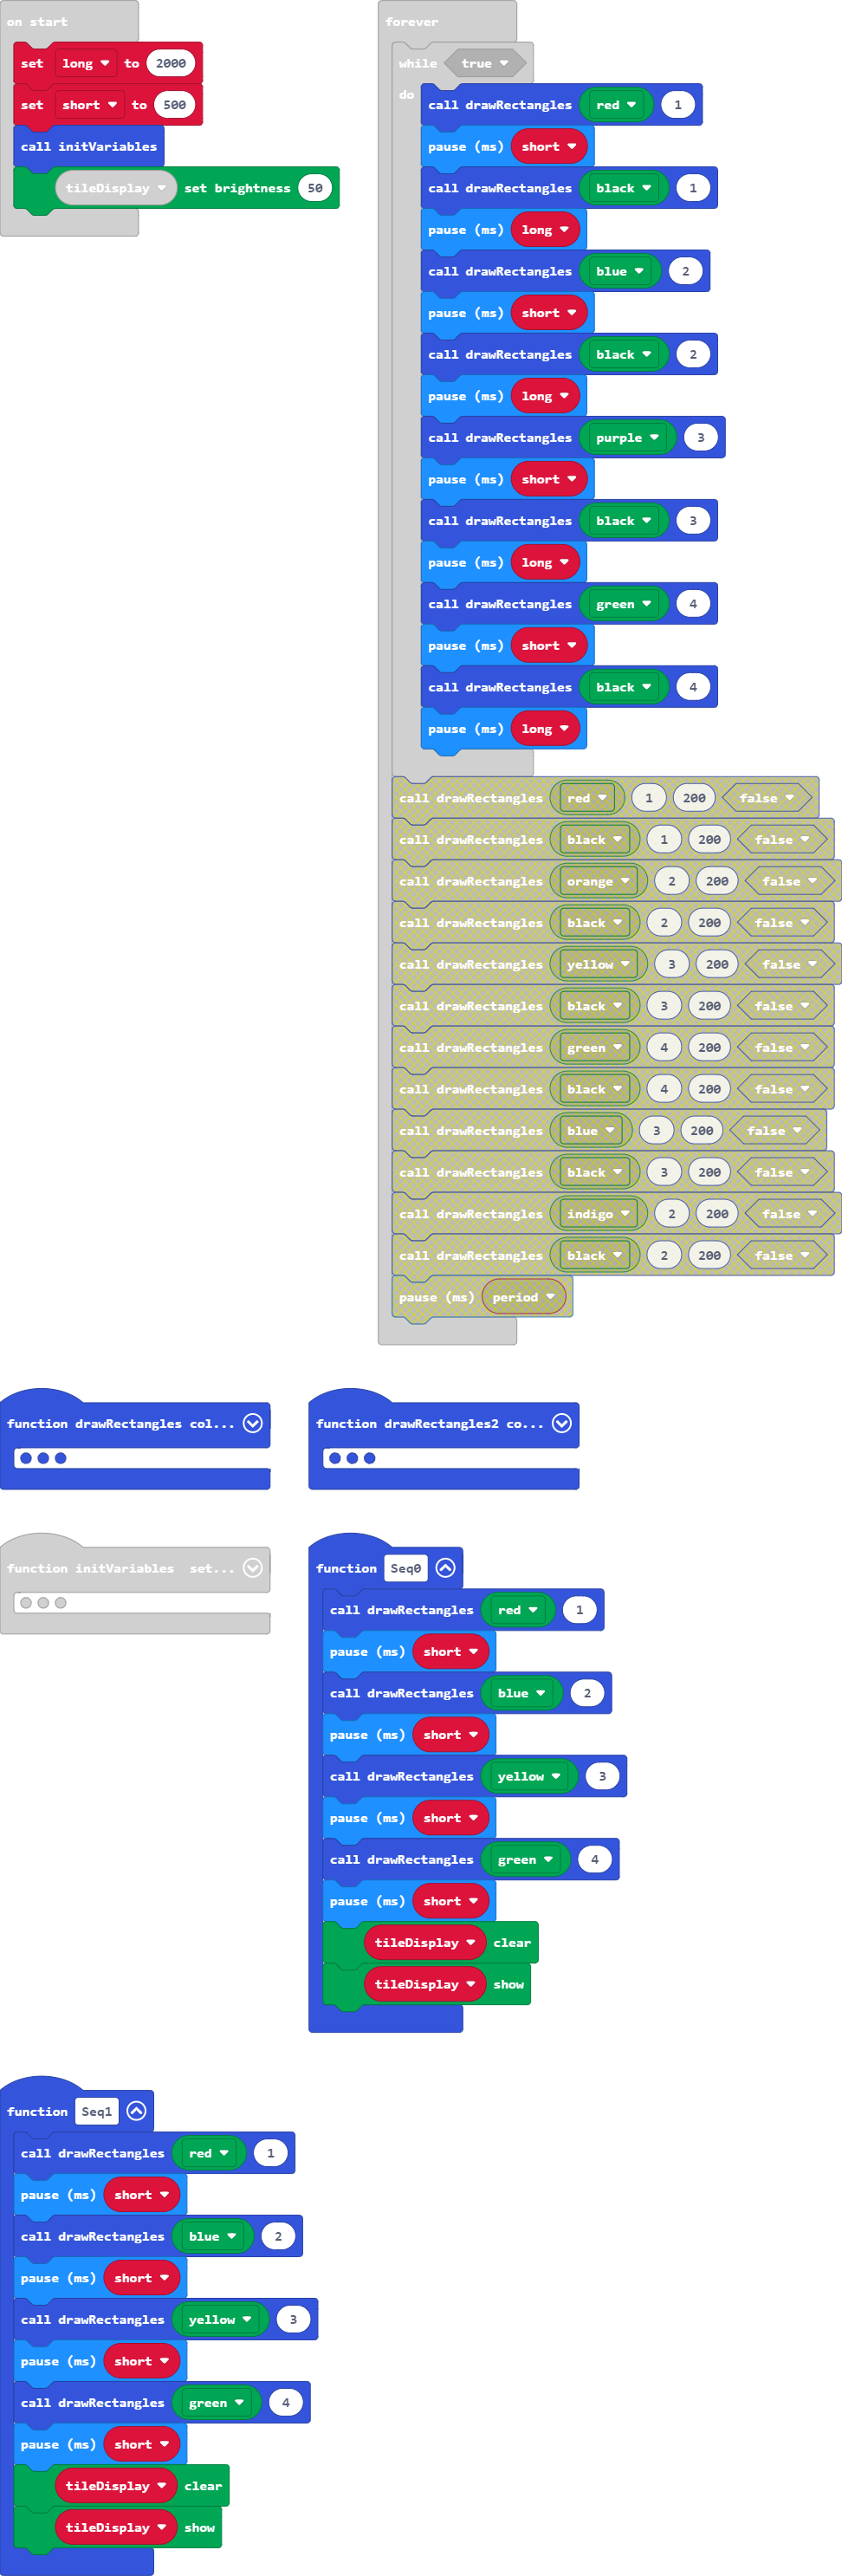 on start
set long to 2000
set short to 500
call initVariables
tileDisplay set brightness 50
forever
while true
do
call drawRectangles red 1
pause (ms) short
call drawRectangles black 1
pause (ms) long
call drawRectangles blue 2
pause (ms) short
call drawRectangles black 2
pause (ms) long
call drawRectangles purple 3
pause (ms) short
call drawRectangles black 3
pause (ms) long
call drawRectangles green 4
pause (ms) short
call drawRectangles black 4
pause (ms) long
call drawRectangles red 1 200 false
call drawRectangles black 1 200 false
call drawRectangles orange 2 200 false
call drawRectangles black 2 200 false
call drawRectangles yellow 3 200 false
call drawRectangles black 3 200 false
call drawRectangles green 4 200 false
call drawRectangles black 4 200 false
call drawRectangles blue 3 200 false
call drawRectangles black 3 200 false
call drawRectangles indigo 2 200 false
call drawRectangles black 2 200 false
pause (ms) period
function drawRectangles col...
function drawRectangles2 co...
function initVariables set...
function Seq0
call drawRectangles red 1
pause (ms) short
call drawRectangles blue 2
pause (ms) short
call drawRectangles yellow 3
pause (ms) short
call drawRectangles green 4
pause (ms) short
tileDisplay clear
tileDisplay show
function Seq1
call drawRectangles red 1
pause (ms) short
call drawRectangles blue 2
pause (ms) short
call drawRectangles yellow 3
pause (ms) short
call drawRectangles green 4
pause (ms) short
tileDisplay clear
tileDisplay show